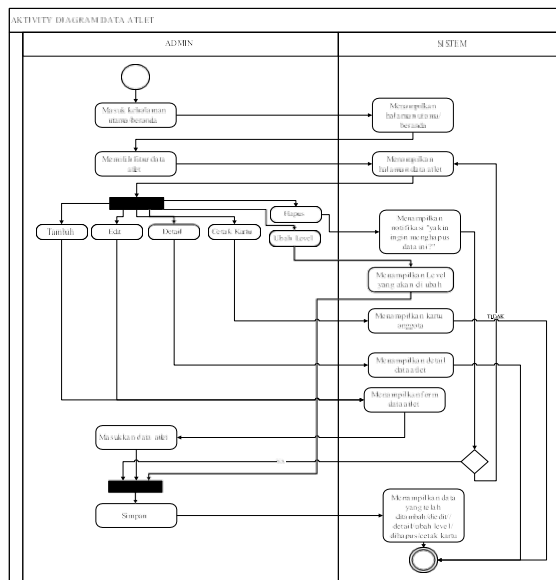 AKTIVITY DIAGRAM DATA ATLET
ADMIN
SISTEM
Masuk kehalaman
utama/beranda
Menampilkan
halaman utama/
beranda
Memilih fitur data
atlet
Menampilkan
halaman data atlet
Tambah
Edit
Detail
Cetak Kartu
Hapus
Ubah Level
Menampilkan
notifikasi "yakin
ingin menghapus
data ini?"
Menampilkan Level
yang akan di ubah
Menampilkan kartu
anggota
TIDAK
Menampilkan detail
data atlet
Menampilkan form
data atlet
Masukkan data atlet
Simpan
Menampilkan data
yang telah
ditambah/diedit/
detail/ubah level/
dihapus/cetak kartu